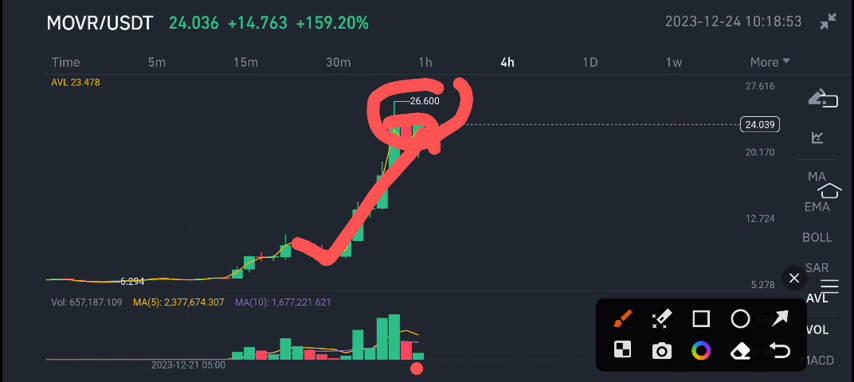 MOVR/USDT 24.036 +14.763 +159.20% 2023-12-24 10:18:53
Time 5m 15m 30m 1h 4h 1D 1w More
AVL 23.478
27.616
26.600
24.039
20.170
MA
EMA
12.724
BOLL
SAR
6.294
5.278
AVL
Vol: 657,187.109 MA(5): 2,377,674.307 MA(10): 1,677,221.621
VOL
2023-12-21 05:00
MACD